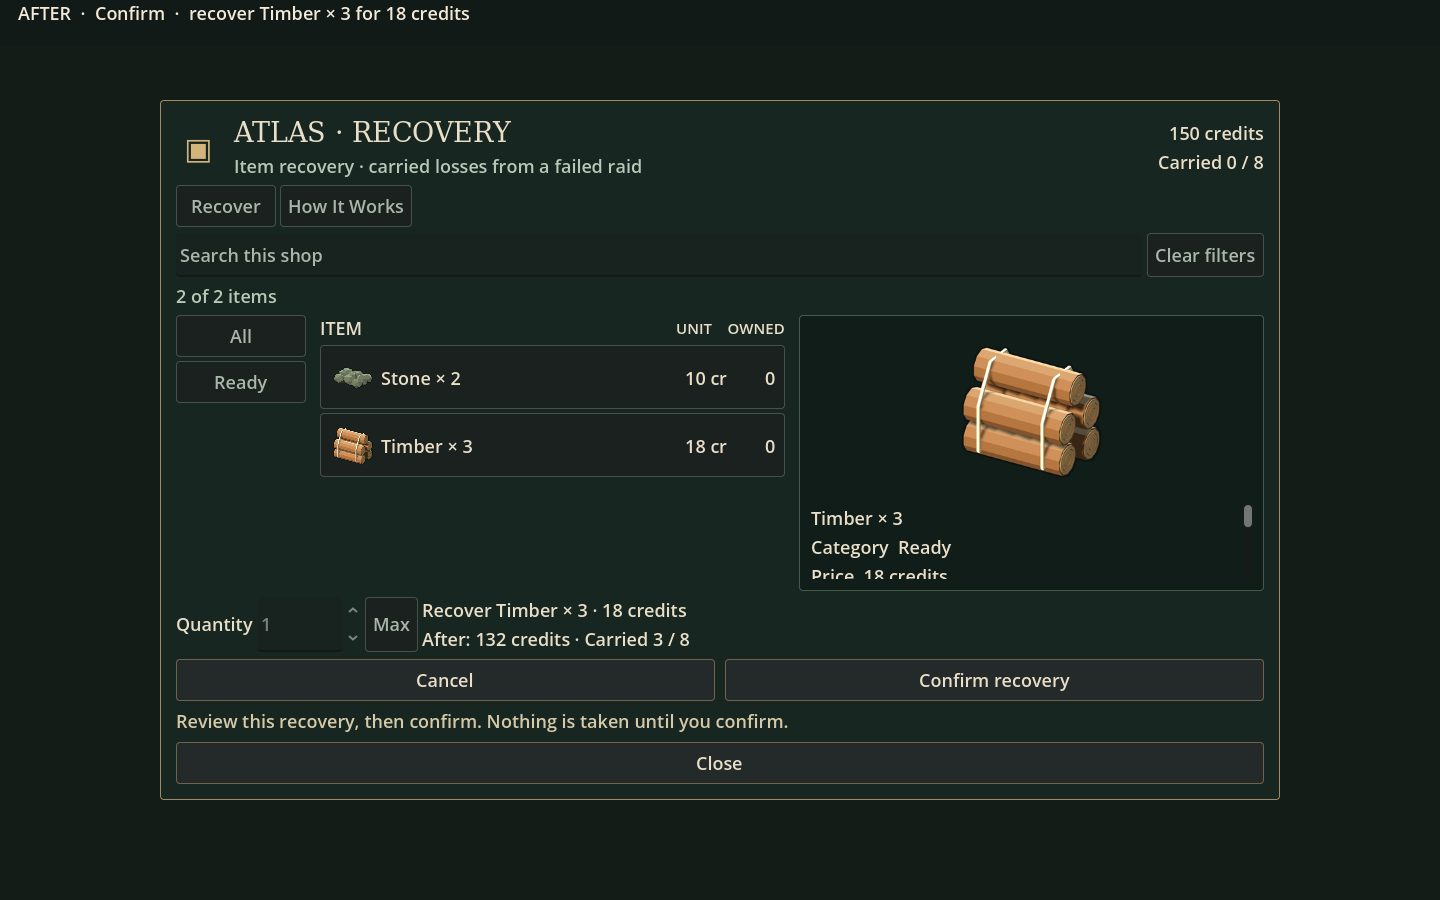 AFTER · Confirm · recover Timber × 3 for 18 credits
ATLAS · RECOVERY
Item recovery · carried losses from a failed raid
150 credits
Carried 0 / 8
Recover
How It Works
Search this shop
Clear filters
2 of 2 items
All
Ready
ITEM UNIT OWNED
Stone × 2 10 cr 0
Timber × 3 18 cr 0
Timber × 3
Category Ready
Price 18 credits
Quantity 1 Max
Recover Timber × 3 · 18 credits
After: 132 credits · Carried 3 / 8
Cancel
Confirm recovery
Review this recovery, then confirm. Nothing is taken until you confirm.
Close